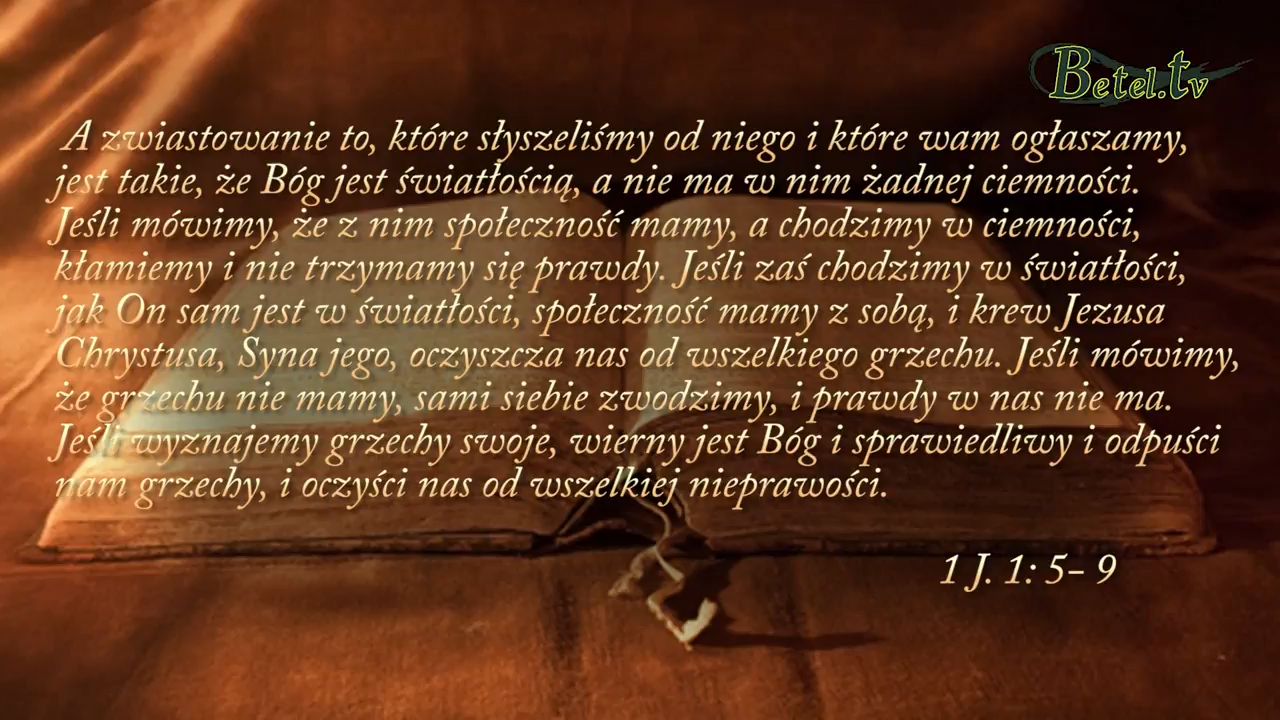 Betel.tv
A zwiastowanie to, które słyszeliśmy od niego i które wam ogłaszamy,
jest takie, że Bóg jest światłością, a nie ma w nim żadnej ciemności.
Jeśli mówimy, że z nim społeczność mamy, a chodzimy w ciemności,
kłamiemy i nie trzymamy się prawdy. Jeśli zaś chodzimy w światłości,
jak On sam jest w światłości, społeczność mamy z sobą, i krew Jezusa
Chrystusa, Syna jego, oczyszcza nas od wszelkiego grzechu. Jeśli mówimy,
że grzechu nie mamy, sami siebie zwodzimy, i prawdy w nas nie ma.
Jeśli wyznajemy grzechy swoje, wierny jest Bóg i sprawiedliwy i odpuści
nam grzechy, i oczyści nas od wszelkiej nieprawości.
1 J. 1: 5– 9